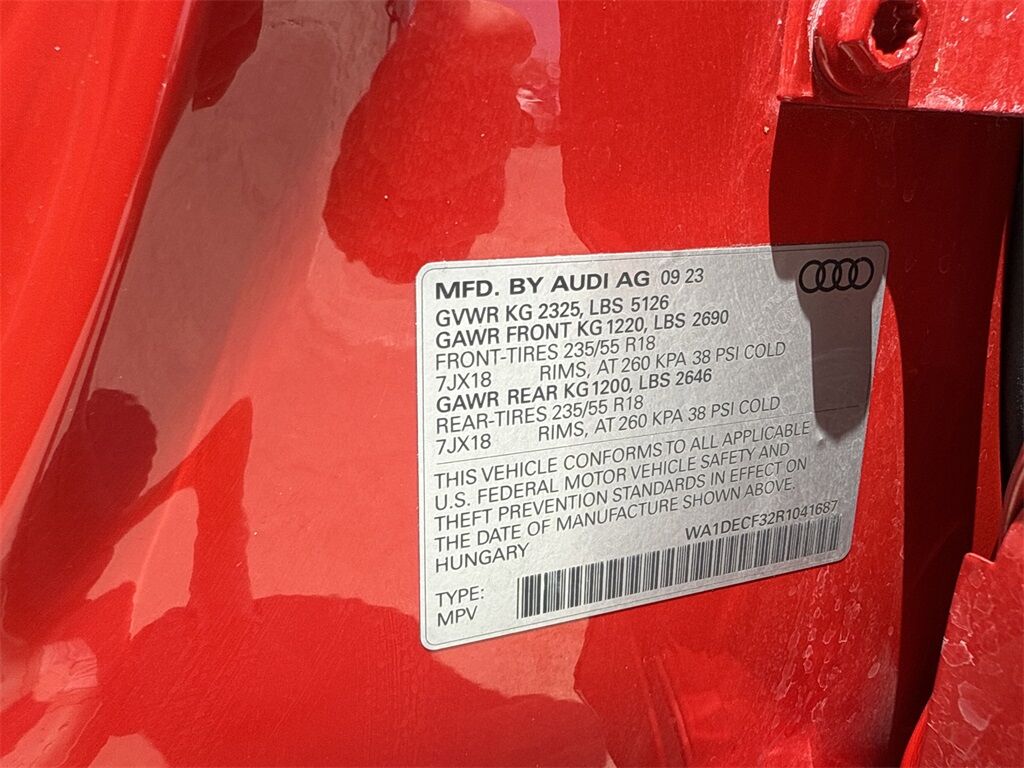 MFD. BY AUDI AG 09 23
GVWR KG 2325, LBS 5126
GAWR FRONT KG 1220, LBS 2690
FRONT-TIRES 235/55 R18
7JX18 RIMS, AT 260 KPA 38 PSI COLD
GAWR REAR KG 1200, LBS 2646
REAR-TIRES 235/55 R18
7JX18 RIMS, AT 260 KPA 38 PSI COLD
THIS VEHICLE CONFORMS TO ALL APPLICABLE
U.S. FEDERAL MOTOR VEHICLE SAFETY AND
THEFT PREVENTION STANDARDS IN EFFECT ON
THE DATE OF MANUFACTURE SHOWN ABOVE.
HUNGARY WA1DECF32R1041687
TYPE:
MPV